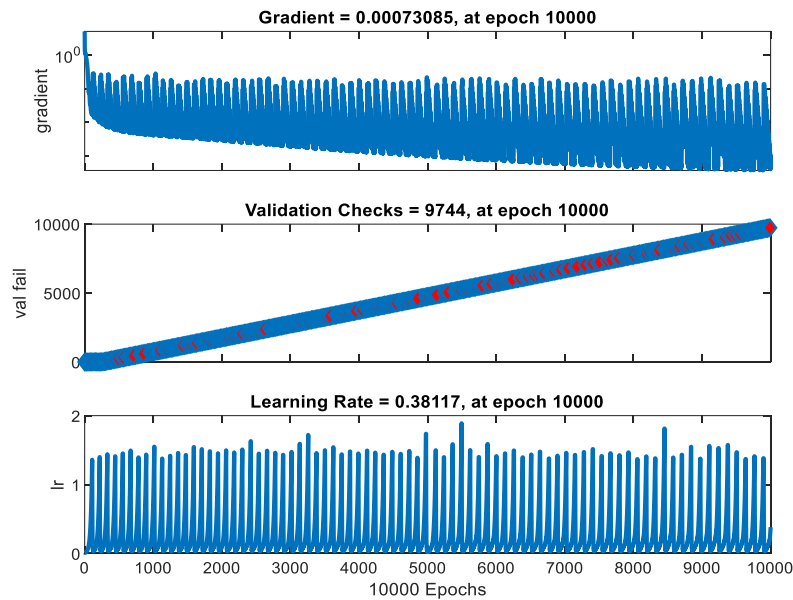 Gradient = 0.00073085, at epoch 10000
10^0
gradient
Validation Checks = 9744, at epoch 10000
10000
5000
0
val fail
Learning Rate = 0.38117, at epoch 10000
2
1
0
lr
0 1000 2000 3000 4000 5000 6000 7000 8000 9000 10000
10000 Epochs